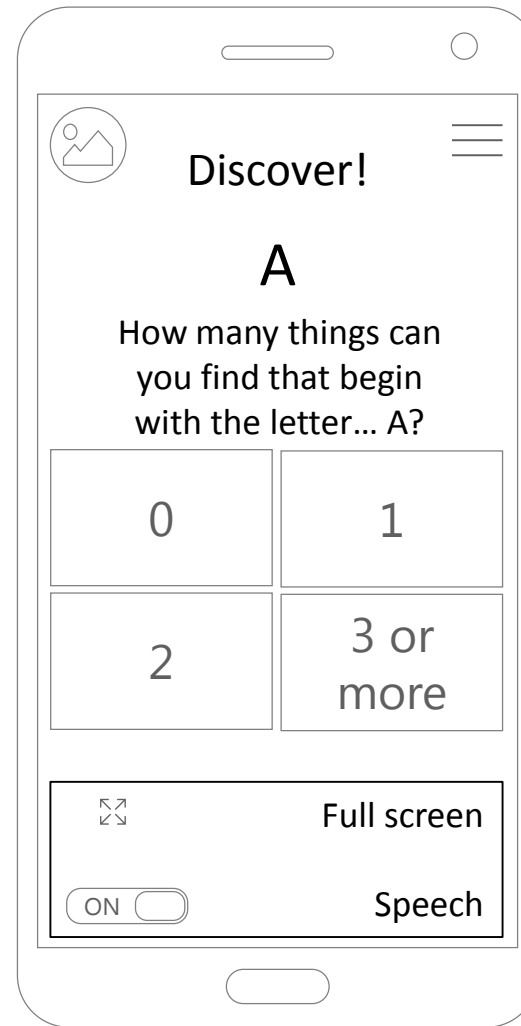 Discover!
A
How many things can
you find that begin
with the letter... A?
0
1
2
3 or
more
Full screen
ON
Speech